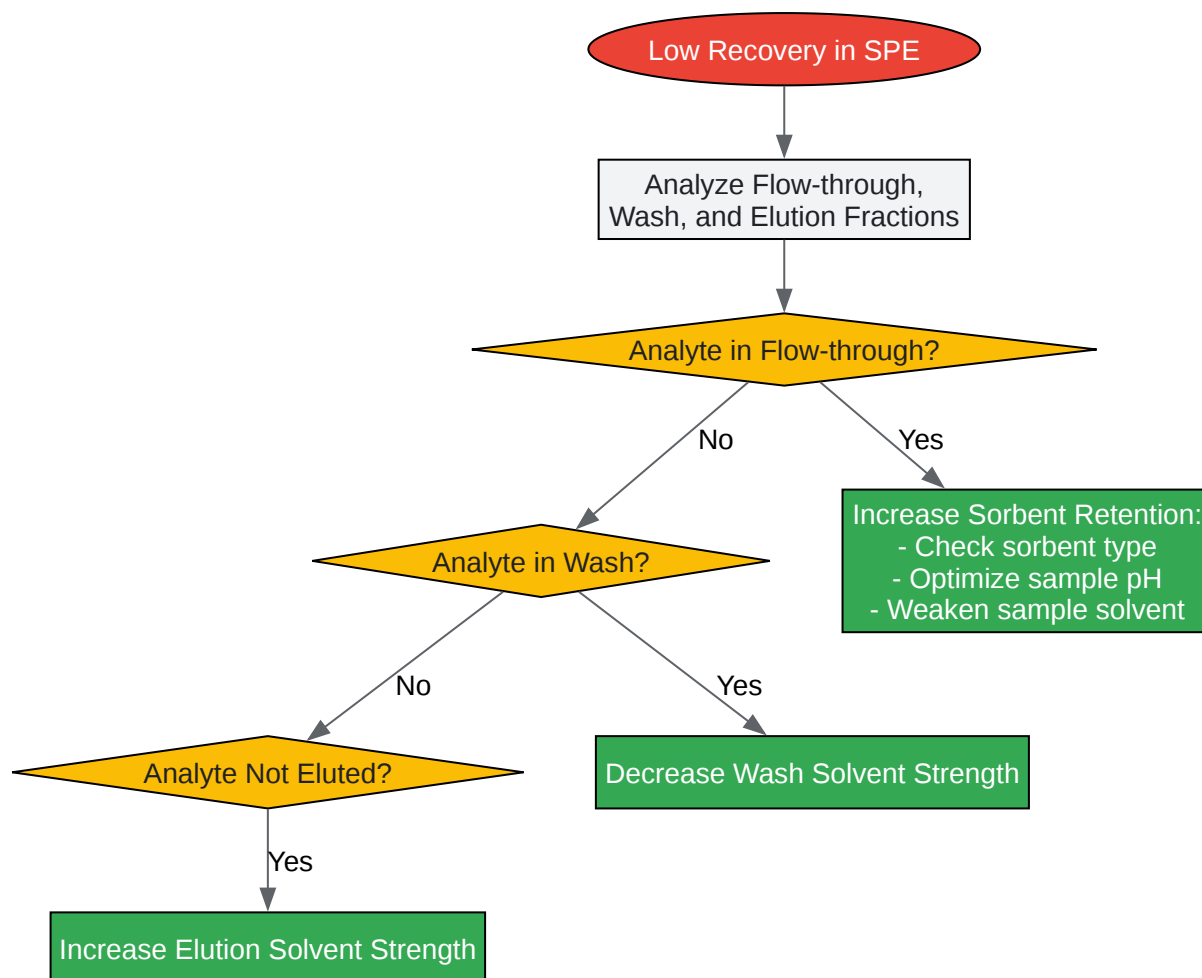 Low Recovery in SPE
Analyze Flow-through,
Wash, and Elution Fractions
Analyte in Flow-through?
No
Yes
Increase Sorbent Retention:
- Check sorbent type
- Optimize sample pH
- Weaken sample solvent
Analyte in Wash?
No
Yes
Decrease Wash Solvent Strength
Analyte Not Eluted?
Yes
Increase Elution Solvent Strength